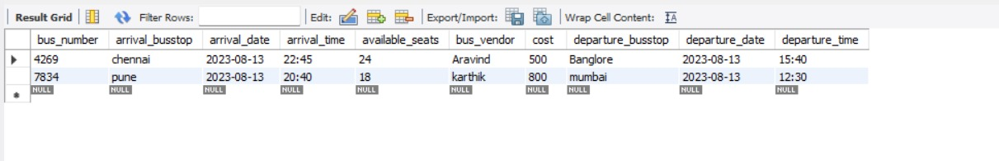 Result Grid Filter Rows: Edit: Export/Import: Wrap Cell Content: IA
bus_number arrival_busstop arrival_date arrival_time available_seats bus_vendor cost departure_busstop departure_date departure_time
4269 chennai 2023-08-13 22:45 24 Aravind 500 Banglore 2023-08-13 15:40
7834 pune 2023-08-13 20:40 18 karthik 800 mumbai 2023-08-13 12:30
NULL NULL NULL NULL NULL NULL NULL NULL NULL NULL